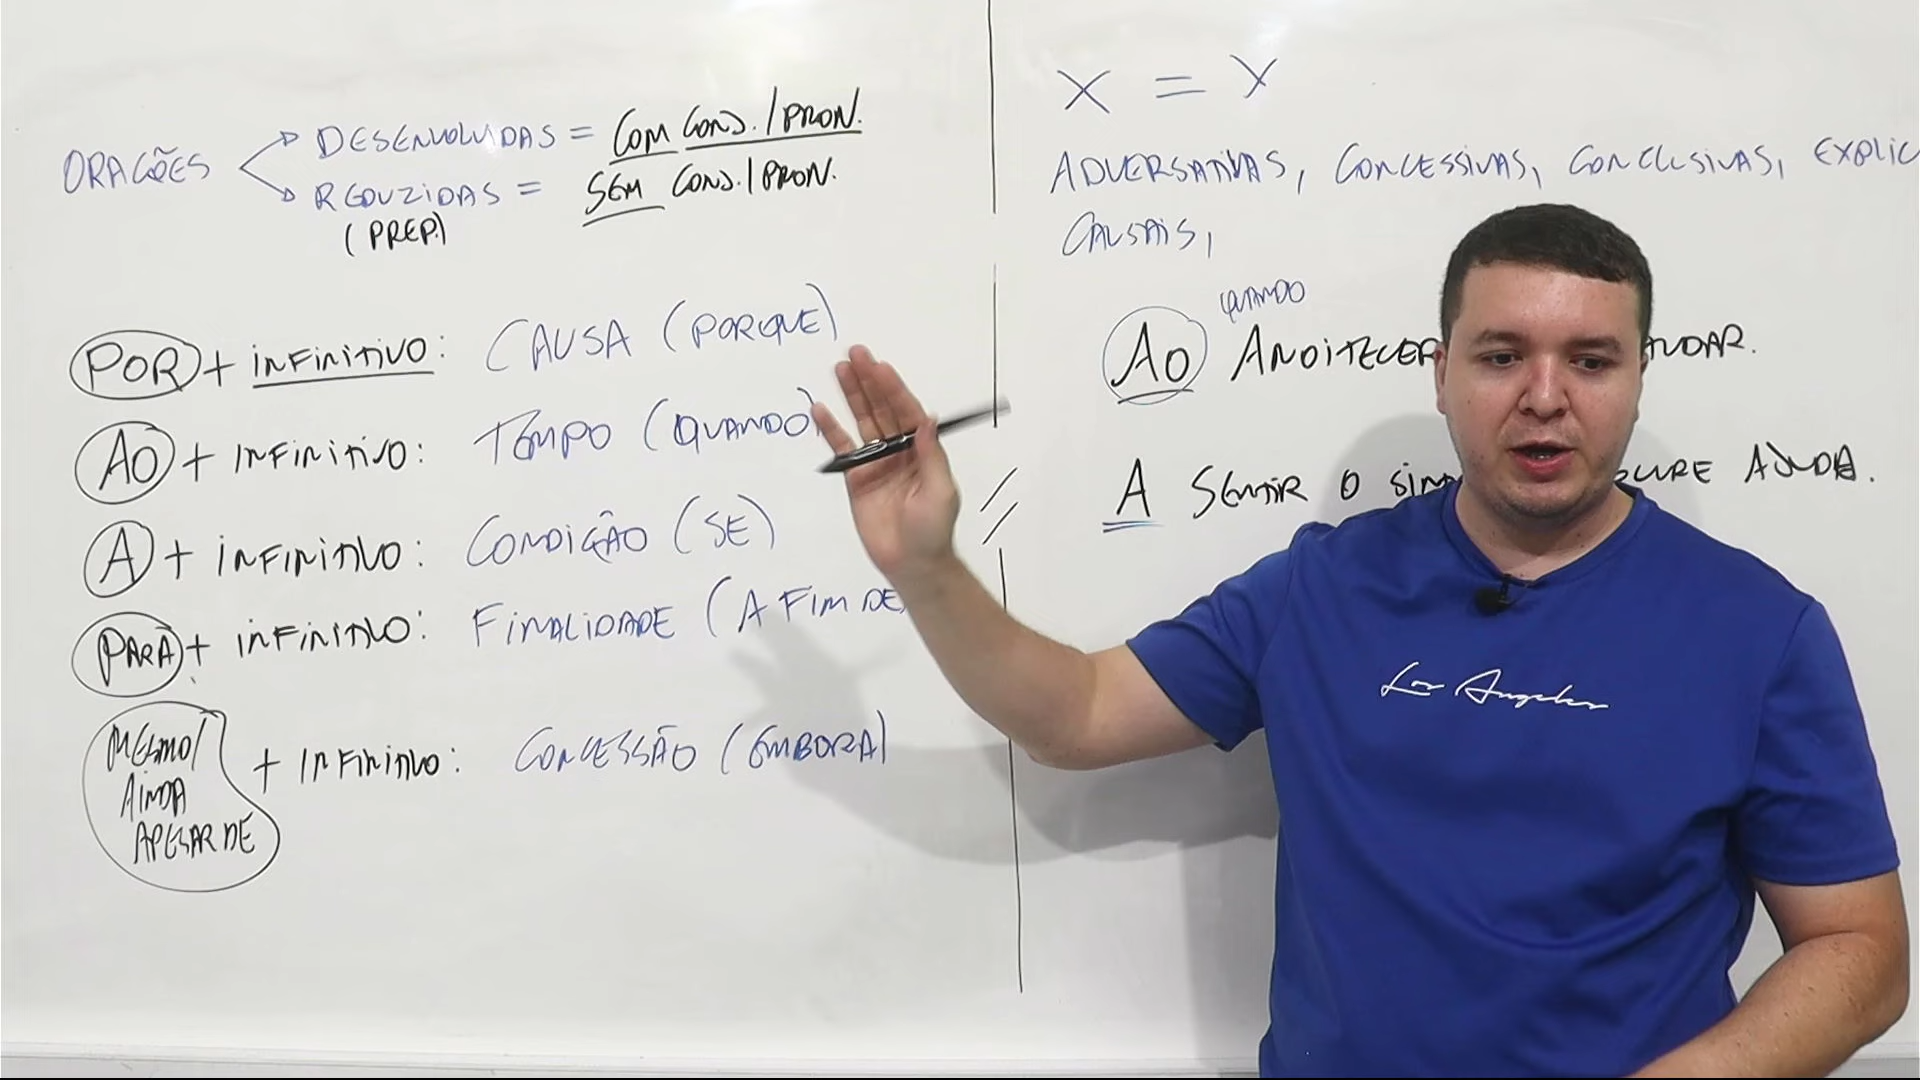 ORAÇÕES
DESENVOLVIDAS = COM CONJ./PRON.
REDUZIDAS = SEM CONJ./PRON.
(PREP.)
POR + INFINITIVO: CAUSA (PORQUE)
AO + INFINITIVO: TEMPO (QUANDO)
A + INFINITIVO: CONDIÇÃO (SE)
PARA + INFINITIVO: FINALIDADE (A FIM DE
MESMO/
AINDA
APESAR DE
+ INFINITIVO: CONCESSÃO (EMBORA)
X = X
ADVERSATIVAS, CONCESSIVAS, CONCLUSIVAS, EXPLIC
CAUSAIS,
QUANDO
AO ANOITECER
A SENTIR O AJUDA.
Los Angeles